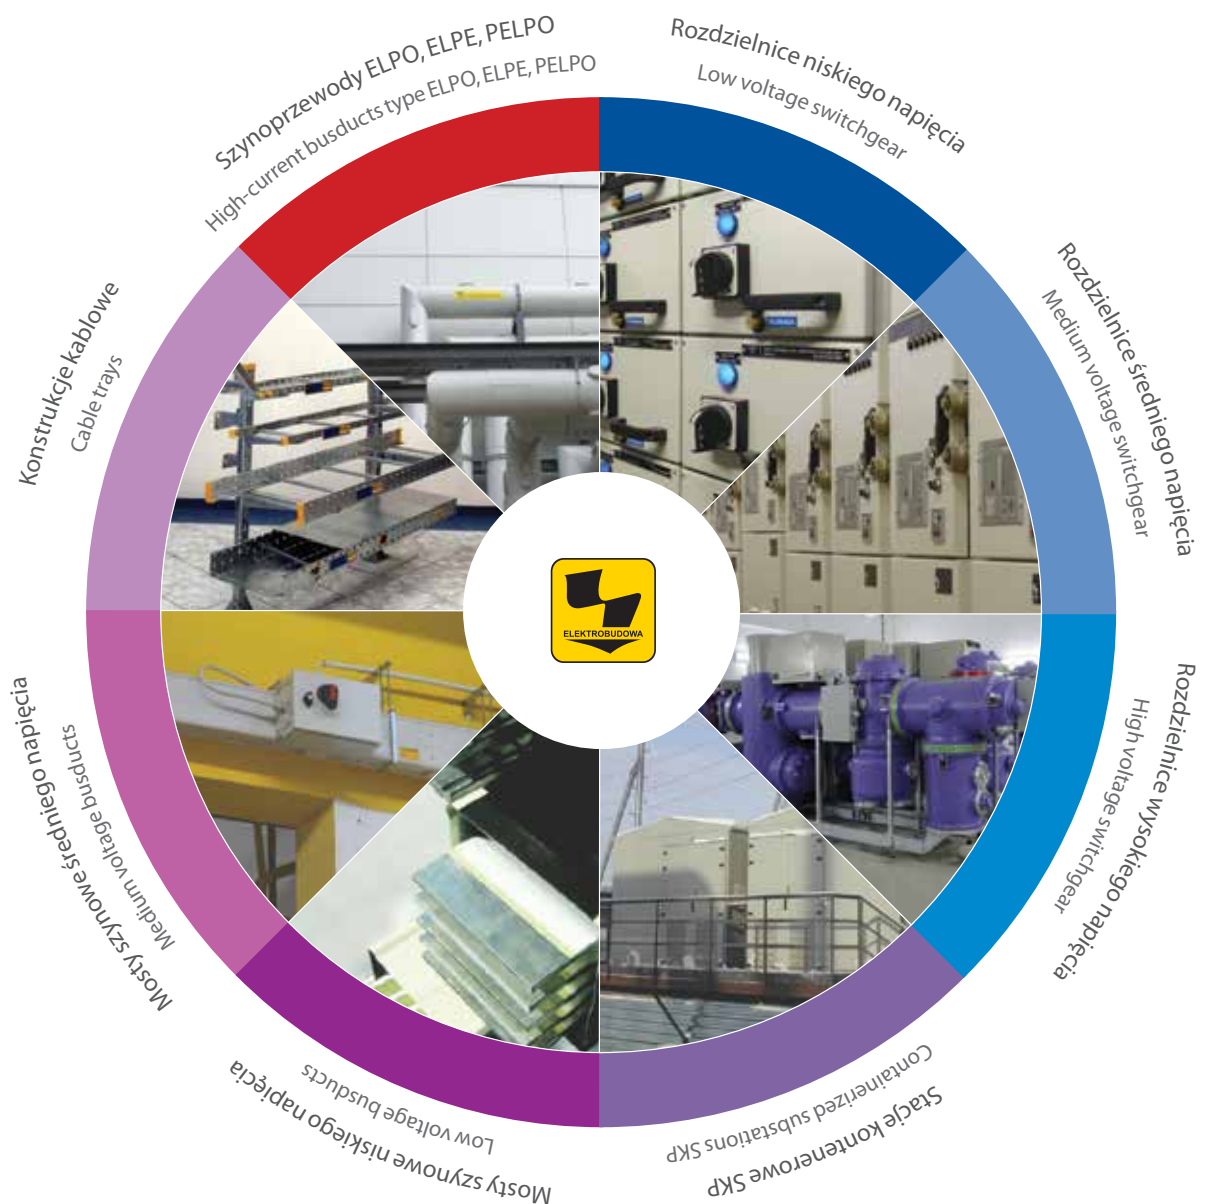 Szynoprzewody ELPO, ELPE, PELPO
High-current busducts type ELPO, ELPE, PELPO
Rozdzielnice niskiego napięcia
Low voltage switchgear
Rozdzielnice średniego napięcia
Medium voltage switchgear
Rozdzielnice wysokiego napięcia
High voltage switchgear
Stacje kontenerowe SKP
Containerized substations SKP
Mosty szynowe niskiego napięcia
Low voltage busducts
Mosty szynowe średniego napięcia
Medium voltage busducts
Konstrukcje kablowe
Cable trays
ELEKTROBUDOWA